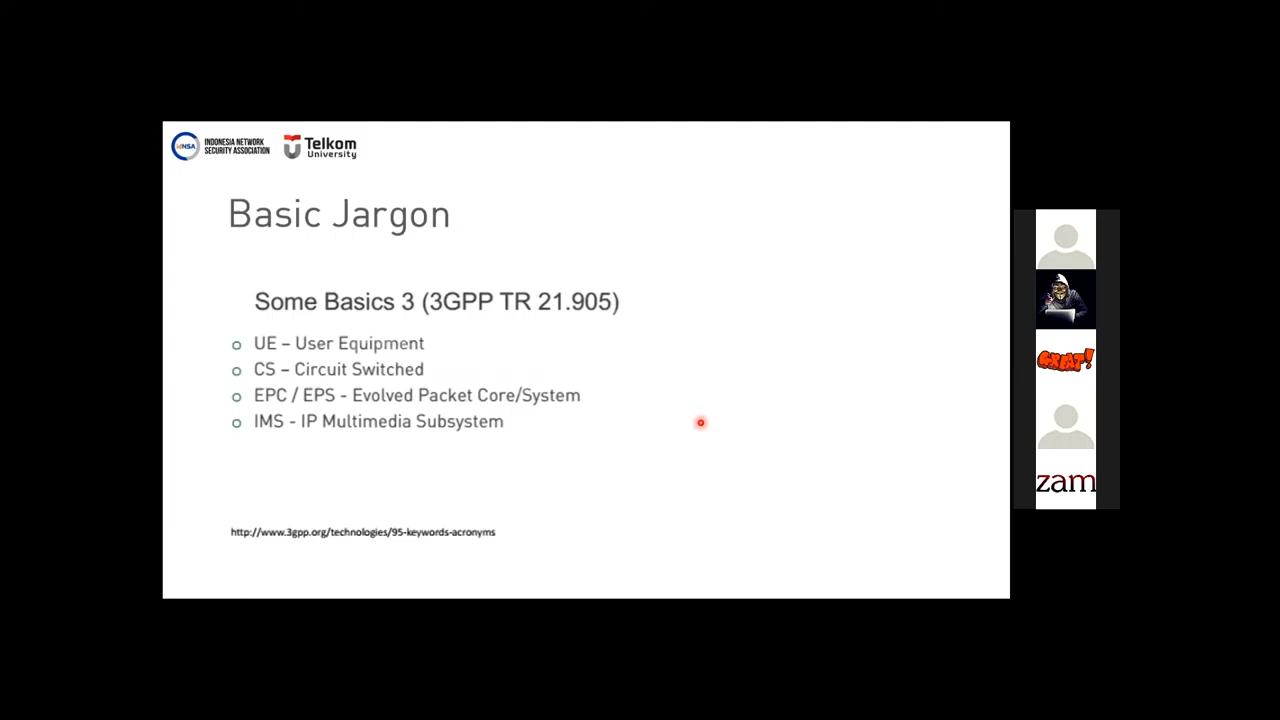 IDNSA
INDONESIA NETWORK
SECURITY ASSOCIATION
Telkom
University
Basic Jargon
Some Basics 3 (3GPP TR 21.905)
UE – User Equipment
CS – Circuit Switched
EPC / EPS - Evolved Packet Core/System
IMS - IP Multimedia Subsystem
http://www.3gpp.org/technologies/95-keywords-acronyms
GREAT!
zam